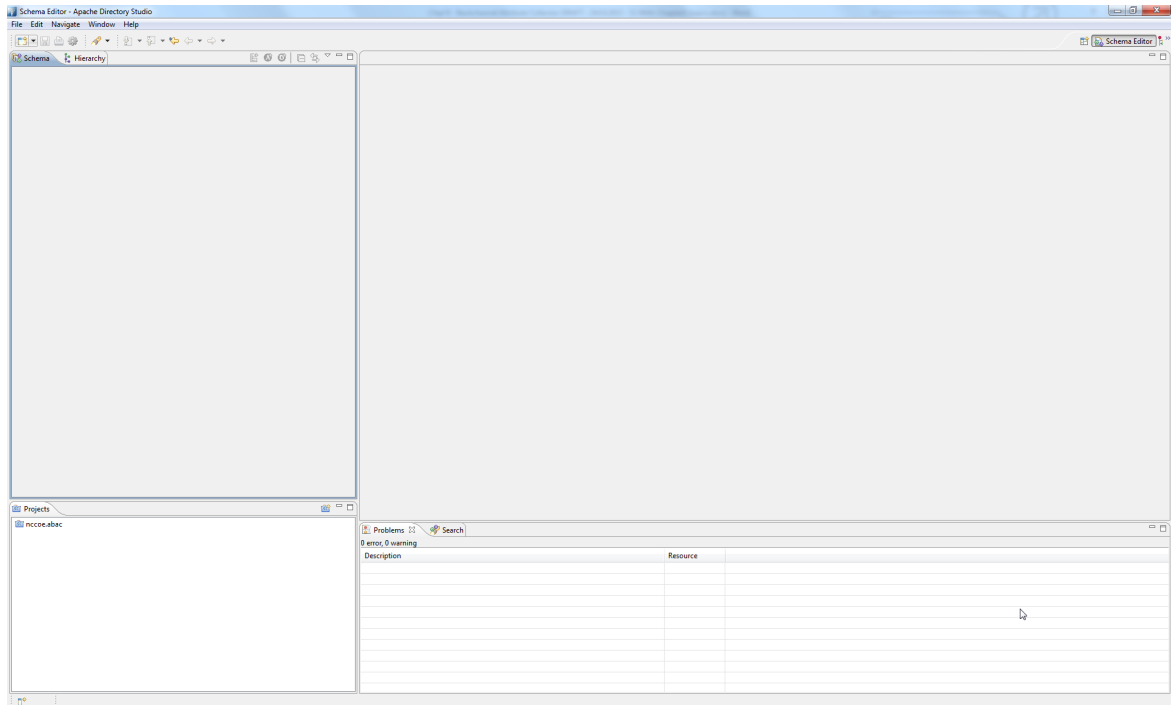 Schema Editor - Apache Directory Studio
File Edit Navigate Window Help
Schema Editor
Schema Hierarchy
Projects
nccoe.abac
Problems Search
0 error, 0 warning
Description Resource